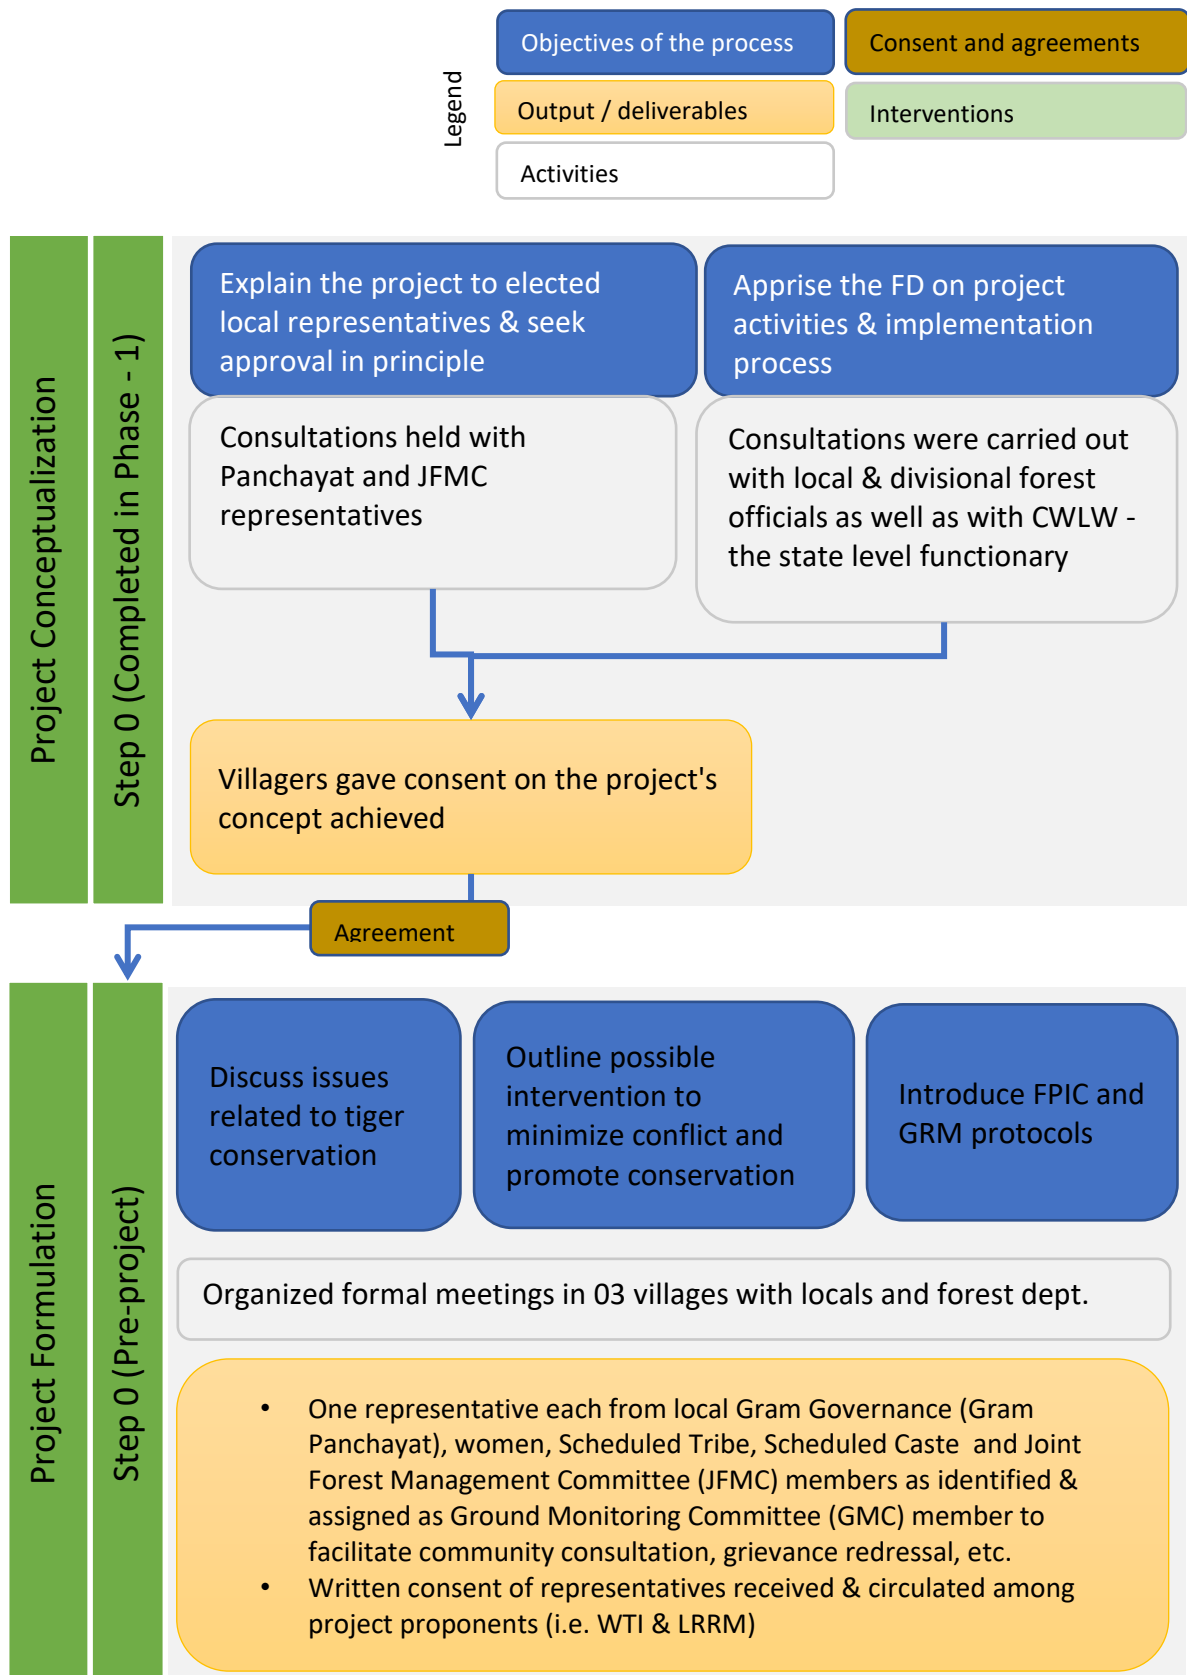 Legend
Objectives of the process
Consent and agreements
Output / deliverables
Interventions
Activities
Project Conceptualization
Step 0 (Completed in Phase - 1)
Explain the project to elected
local representatives & seek
approval in principle
Apprise the FD on project
activities & implementation
process
Consultations held with
Panchayat and JFMC
representatives
Consultations were carried out
with local & divisional forest
officials as well as with CWLW -
the state level functionary
Villagers gave consent on the project's
concept achieved
Agreement
Project Formulation
Step 0 (Pre-project)
Discuss issues
related to tiger
conservation
Outline possible
intervention to
minimize conflict and
promote conservation
Introduce FPIC and
GRM protocols
Organized formal meetings in 03 villages with locals and forest dept.
• One representative each from local Gram Governance (Gram
Panchayat), women, Scheduled Tribe, Scheduled Caste and Joint
Forest Management Committee (JFMC) members as identified &
assigned as Ground Monitoring Committee (GMC) member to
facilitate community consultation, grievance redressal, etc.
• Written consent of representatives received & circulated among
project proponents (i.e. WTI & LRRM)